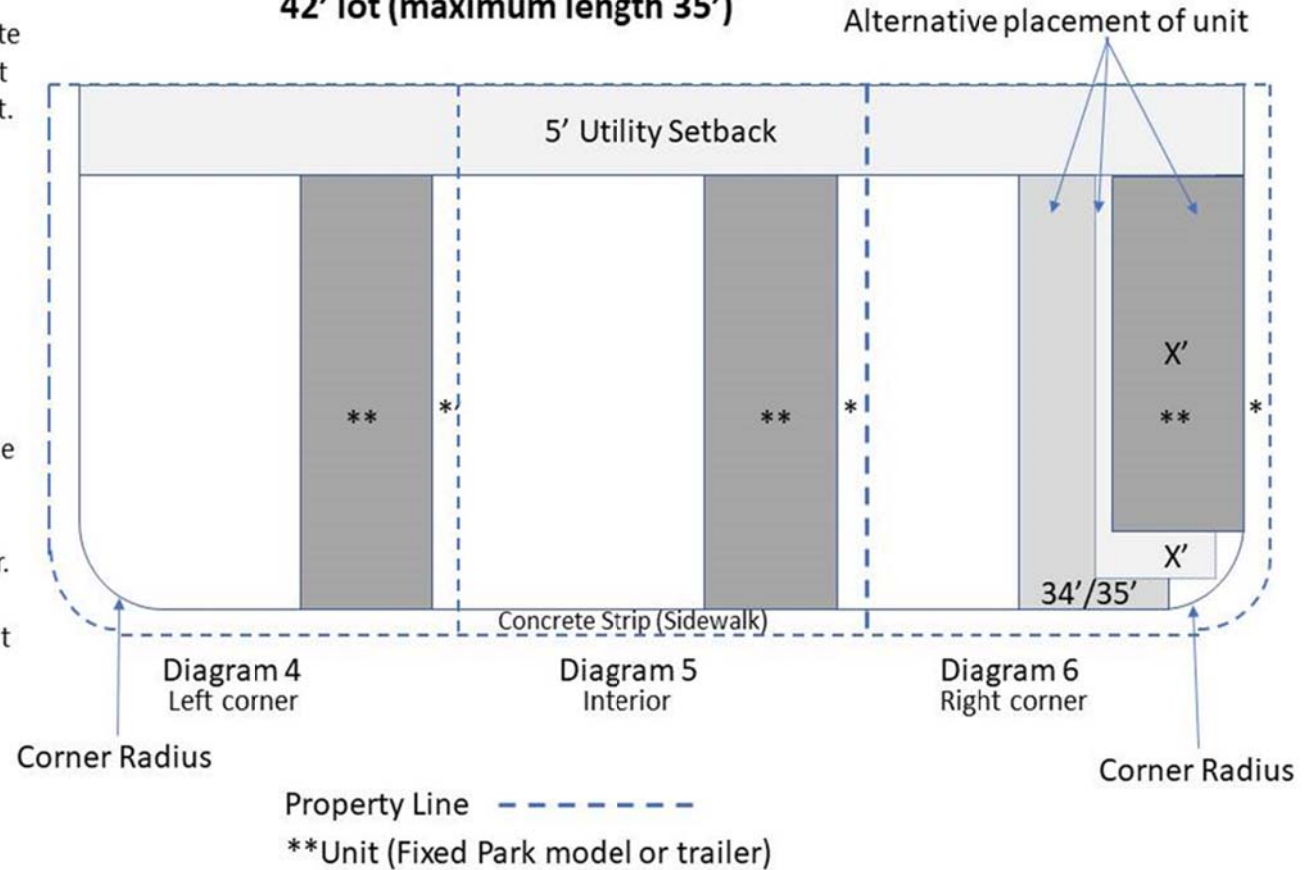 42' lot (maximum length 35')
Alternative placement of unit
te
t
t.
5' Utility Setback
X'
** *' ** * ** *
e
r.
X'
34'/35'
t
Concrete Strip (Sidewalk)
Diagram 4
Left corner
Diagram 5
Interior
Diagram 6
Right corner
Corner Radius
Corner Radius
Property Line
**Unit (Fixed Park model or trailer)